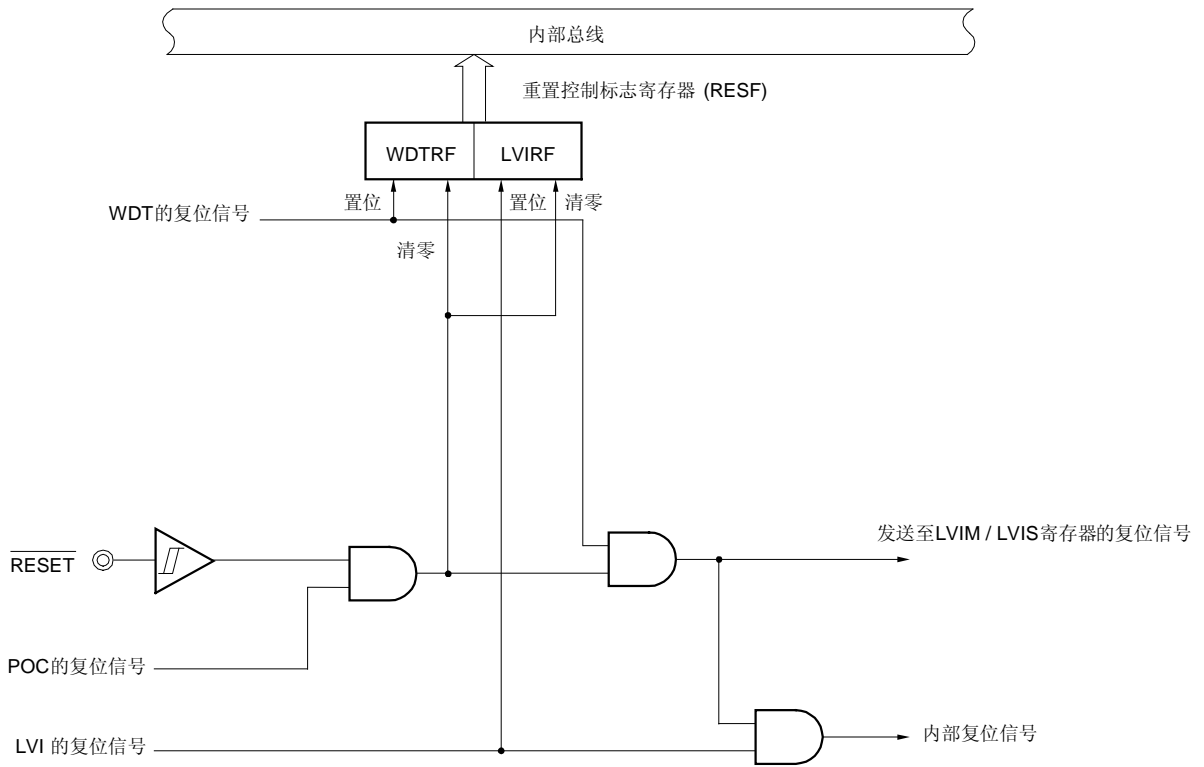 内部总线
重置控制标志寄存器 (RESF)
WDTRF
LVIRF
置位
置位
清零
WDT的复位信号
清零
发送至LVIM / LVIS寄存器的复位信号
RESET
POC的复位信号
内部复位信号
LVI 的复位信号